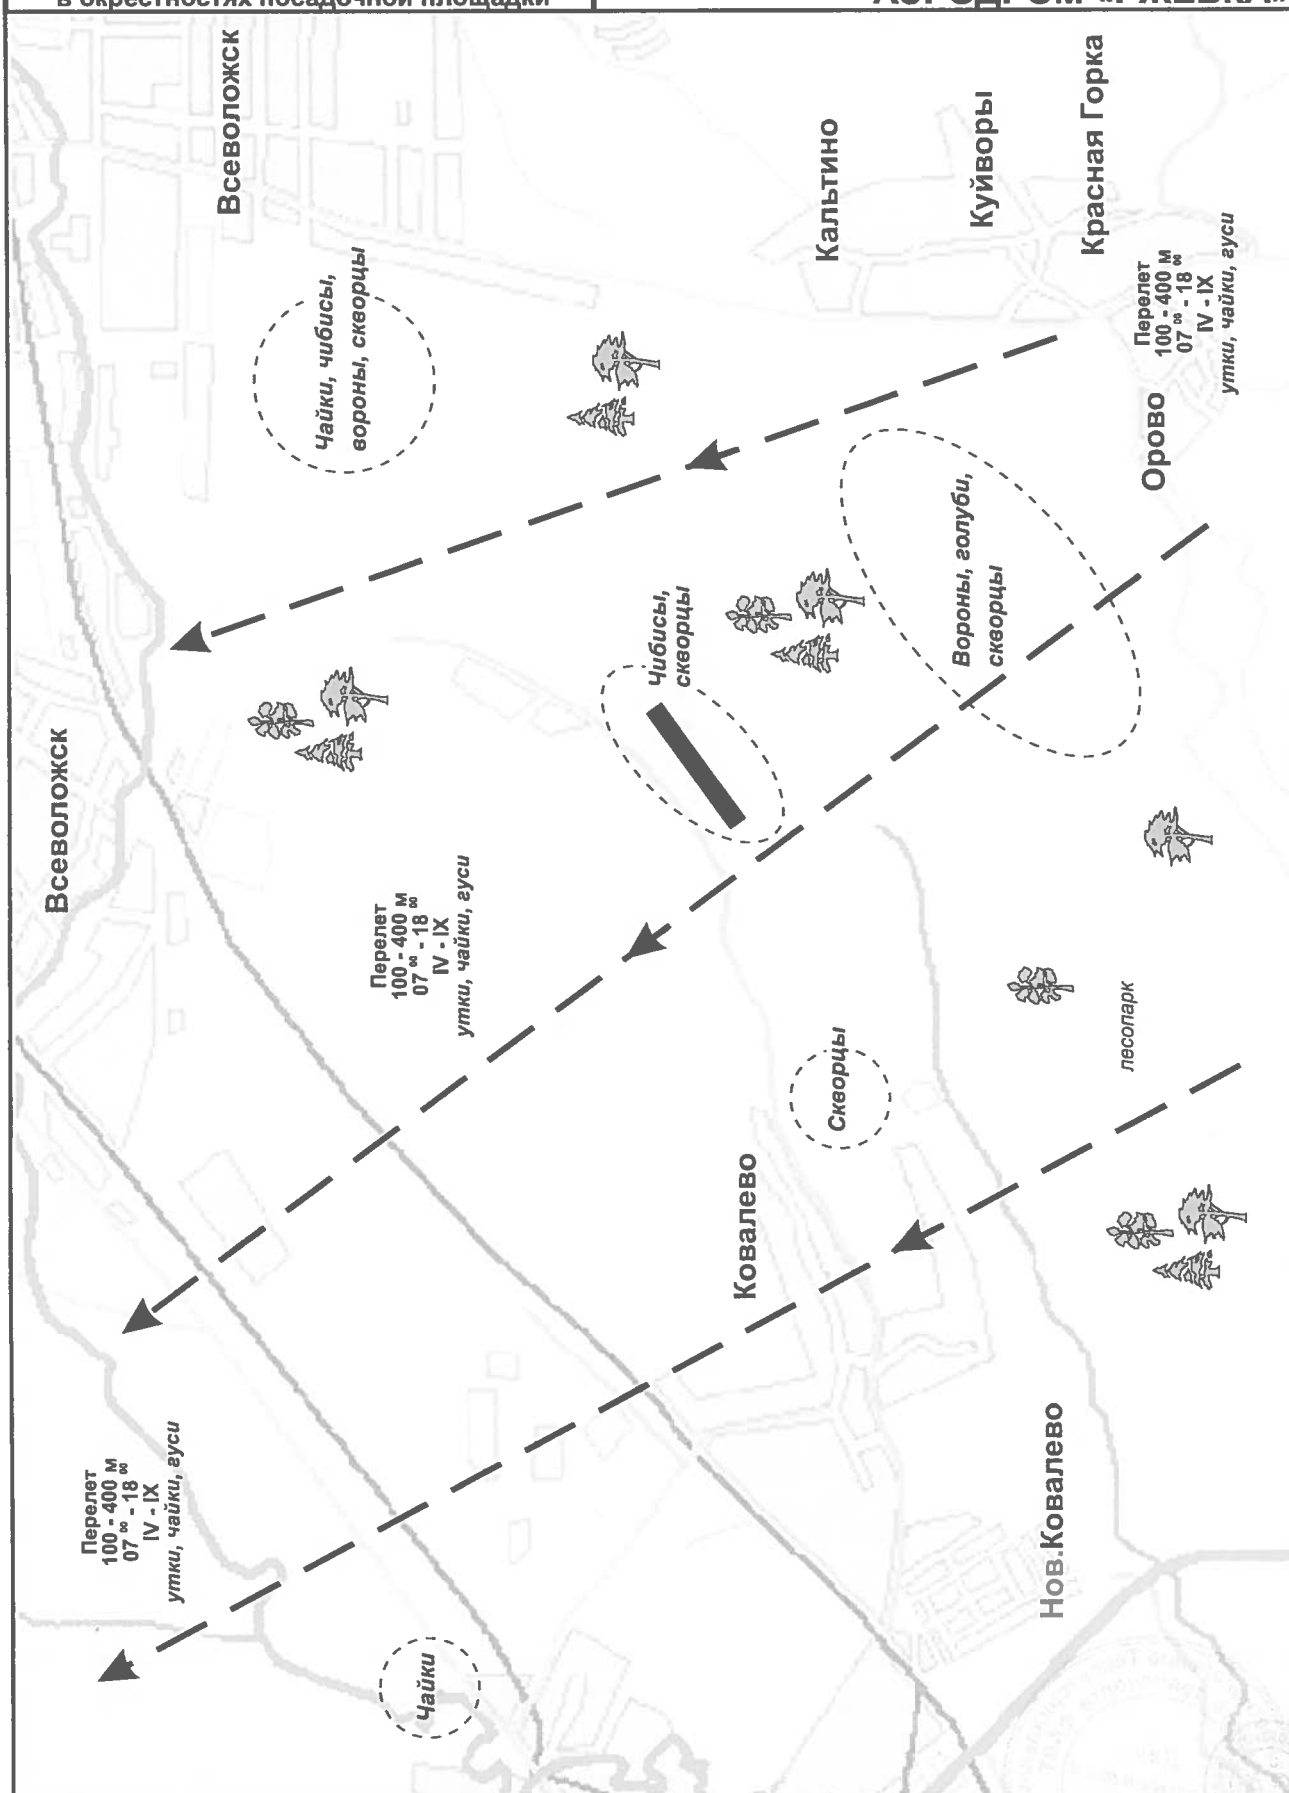 в окрестностях посадочной площадки
АЭРОДРОМ «РЖЕВКА»
Всеволожск
Чайки, чибисы,
вороны, скворцы
Кальтино
Куйворы
Красная Горка
Перелет
100 - 400 м
07 ⁰⁰ - 18 ⁰⁰
IV - IX
утки, чайки, гуси
Орово
Вороны, голуби,
скворцы
Чибисы,
скворцы
Всеволожск
Перелет
100 - 400 м
07 ⁰⁰ - 18 ⁰⁰
IV - IX
утки, чайки, гуси
Скворцы
лесопарк
Ковалево
Нов.Ковалево
Перелет
100 - 400 м
07 ⁰⁰ - 18 ⁰⁰
IV - IX
утки, чайки, гуси
Чайки